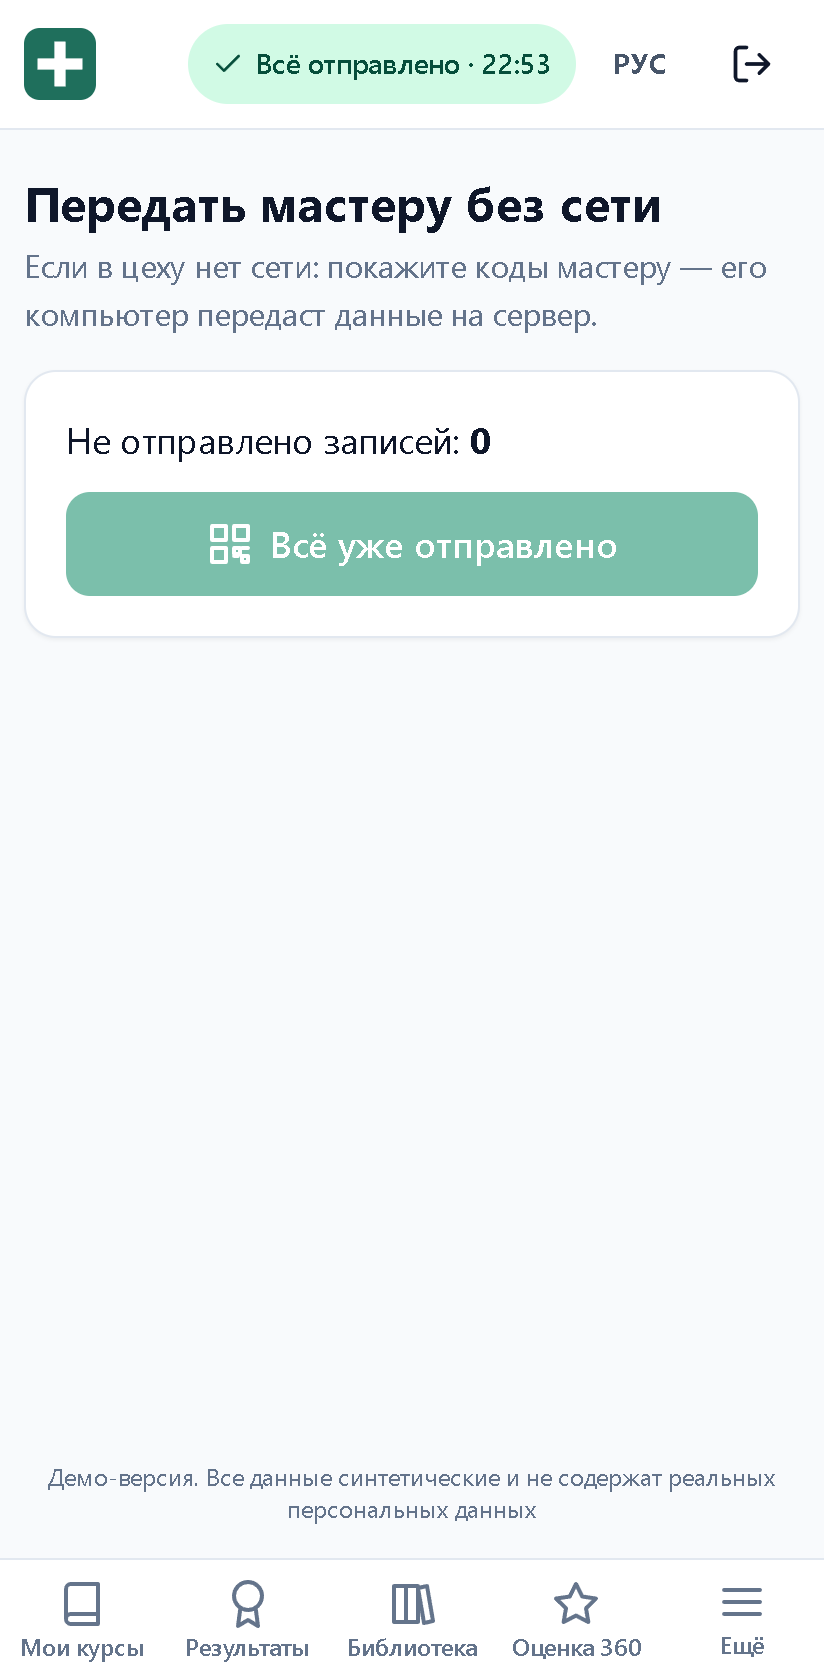 Всё отправлено · 22:53
РУС
Передать мастеру без сети
Если в цеху нет сети: покажите коды мастеру — его
компьютер передаст данные на сервер.
Не отправлено записей: 0
Всё уже отправлено
Демо-версия. Все данные синтетические и не содержат реальных
персональных данных
Мои курсы
Результаты
Библиотека
Оценка 360
Ещё